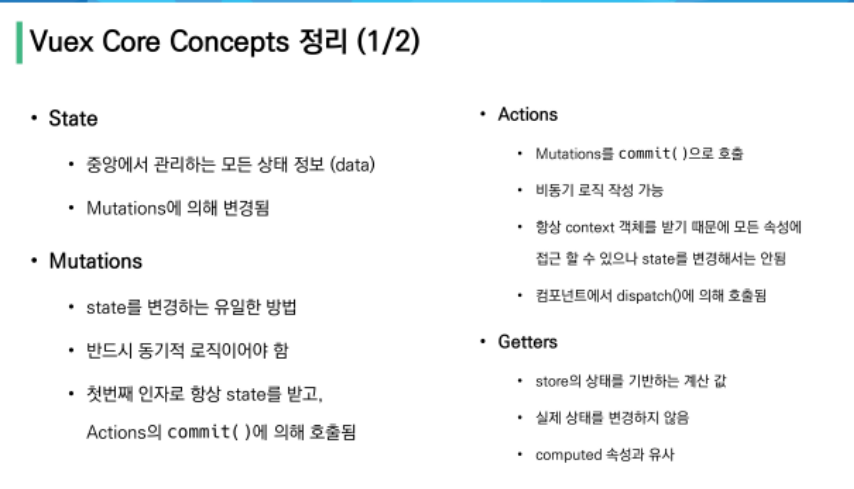 Vuex Core Concepts 정리 (1/2)
• State
• 중앙에서 관리하는 모든 상태 정보 (data)
• Mutations에 의해 변경됨
• Mutations
• state를 변경하는 유일한 방법
• 반드시 동기적 로직이어야 함
• 첫번째 인자로 항상 state를 받고,
Actions의 commit( )에 의해 호출됨
• Actions
• Mutations를 commit( )으로 호출
• 비동기 로직 작성 가능
• 항상 context 객체를 받기 때문에 모든 속성에
접근 할 수 있으나 state를 변경해서는 안됨
• 컴포넌트에서 dispatch()에 의해 호출됨
• Getters
• store의 상태를 기반하는 계산 값
• 실제 상태를 변경하지 않음
• computed 속성과 유사